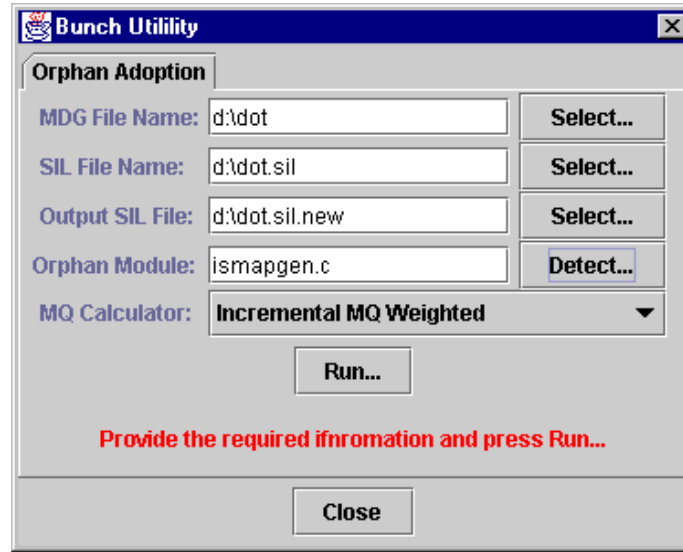 Bunch Utilility
Orphan Adoption
MDG File Name: d:\dot Select...
SIL File Name: d:\dot.sil Select...
Output SIL File: d:\dot.sil.new Select...
Orphan Module: ismapgen.c Detect...
MQ Calculator: Incremental MQ Weighted
Run...
Provide the required ifnromation and press Run...
Close